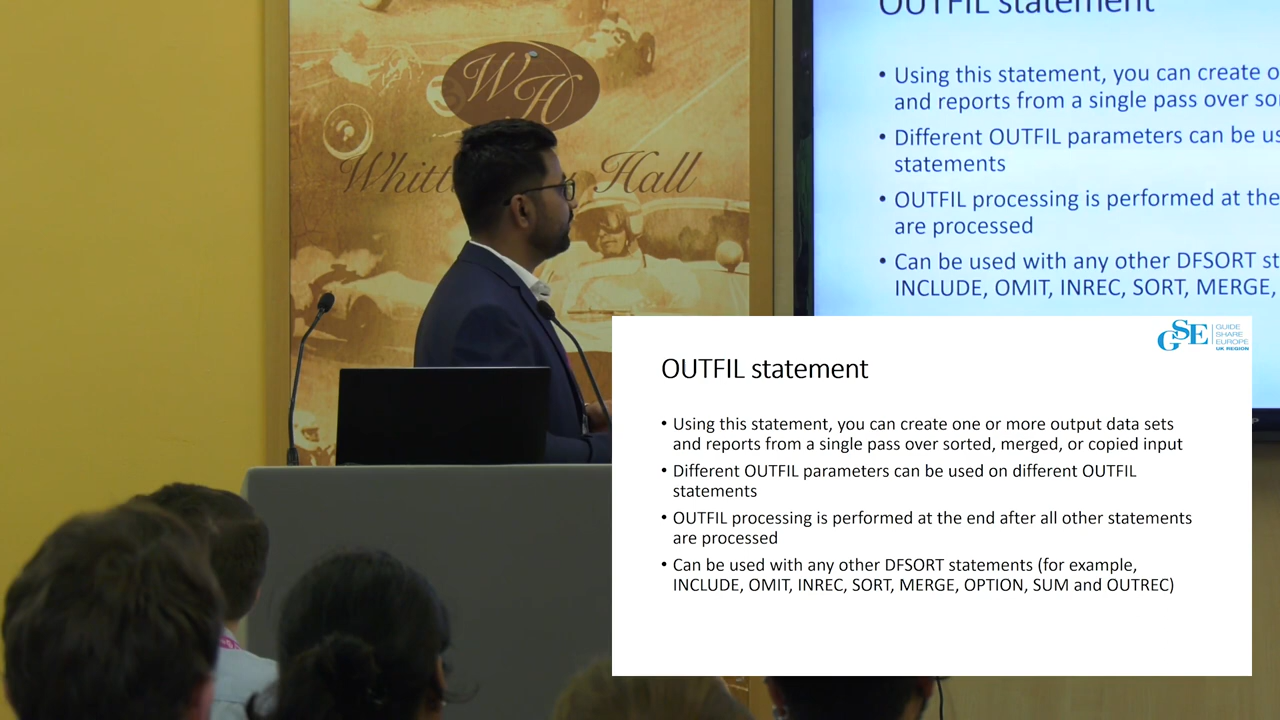 WH
Hall
OUTFIL statement
• Using this statement, you can create
and reports from a single pass over
• Different OUTFIL parameters can be
statements
• OUTFIL processing is performed at the
are processed
• Can be used with any other DFSORT
INCLUDE, OMIT, INREC, SORT, MERGE,
GSE
GUIDE
SHARE
EUROPE
UK REGION
OUTFIL statement
• Using this statement, you can create one or more output data sets
and reports from a single pass over sorted, merged, or copied input
• Different OUTFIL parameters can be used on different OUTFIL
statements
• OUTFIL processing is performed at the end after all other statements
are processed
• Can be used with any other DFSORT statements (for example,
INCLUDE, OMIT, INREC, SORT, MERGE, OPTION, SUM and OUTREC)